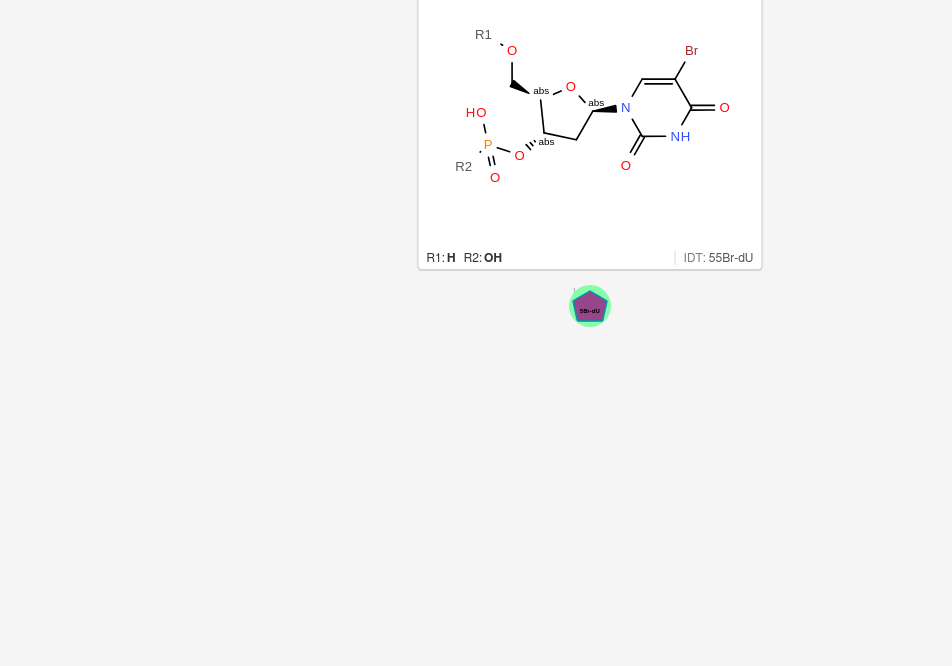 R1
O
Br
abs
O
abs
N
O
HO
abs
NH
P
O
R2
O
O
R1: H R2: OH IDT: 55Br-dU
5Br-dU